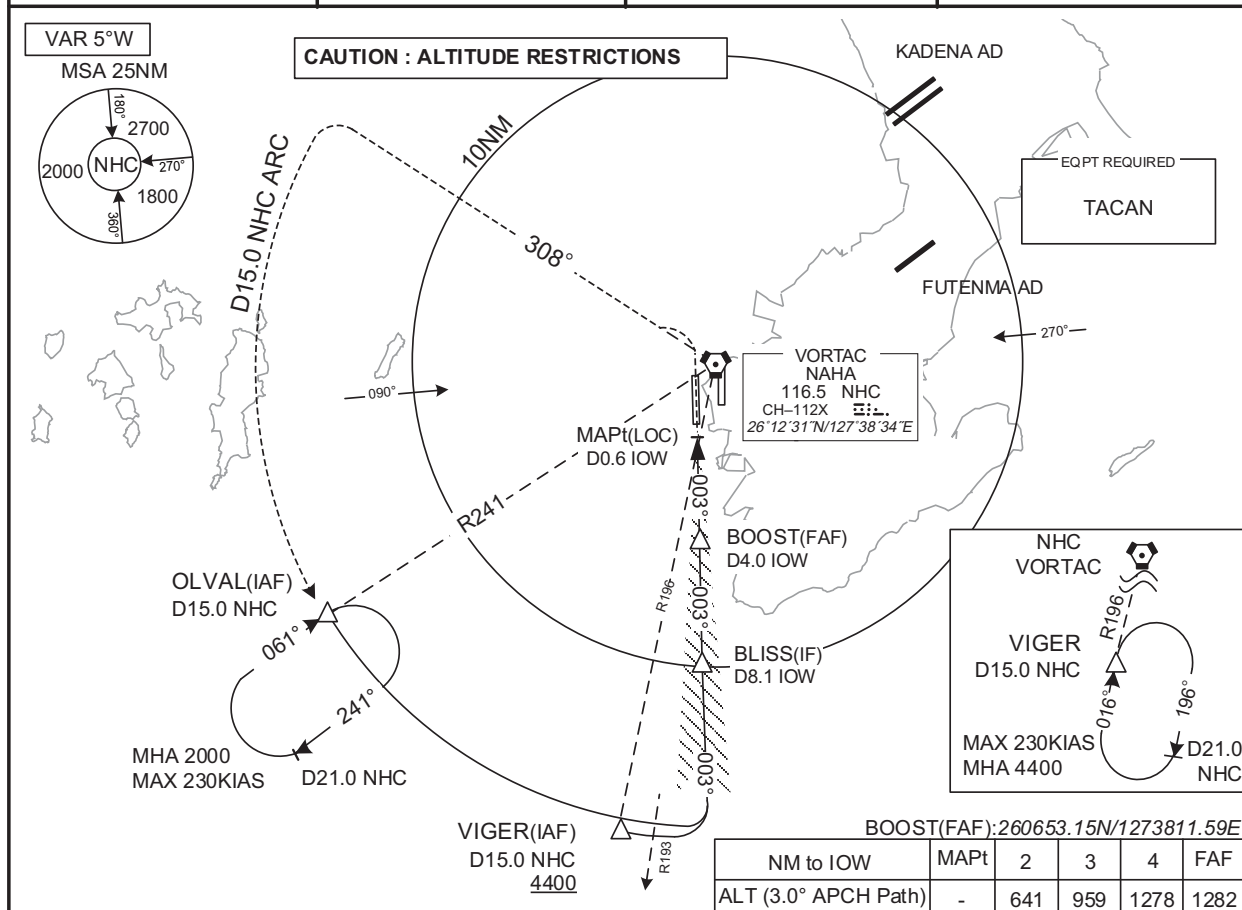 VAR 5°W
MSA 25NM
180°
2700
NHC
2000
270°
1800
360°
CAUTION : ALTITUDE RESTRICTIONS
KADENA AD
10NM
D15.0 NHC ARC
308°
EQPT REQUIRED
TACAN
FUTENMA AD
270°
090°
VORTAC
NAHA
116.5 NHC
CH–112X
26°12´31˝N/127°38´34˝E
MAPt(LOC)
D0.6 IOW
003°
R241
BOOST(FAF)
D4.0 IOW
OLVAL(IAF)
D15.0 NHC
R196
003°
061°
BLISS(IF)
D8.1 IOW
241°
MHA 2000
MAX 230KIAS
D21.0 NHC
003°
VIGER(IAF)
D15.0 NHC
4400
R193
NHC
VORTAC
R196
VIGER
D15.0 NHC
016°
196°
MAX 230KIAS
MHA 4400
D21.0
NHC
BOOST(FAF):260653.15N/1273811.59E
NM to IOW MAPt 2 3 4 FAF
ALT (3.0° APCH Path) - 641 959 1278 1282